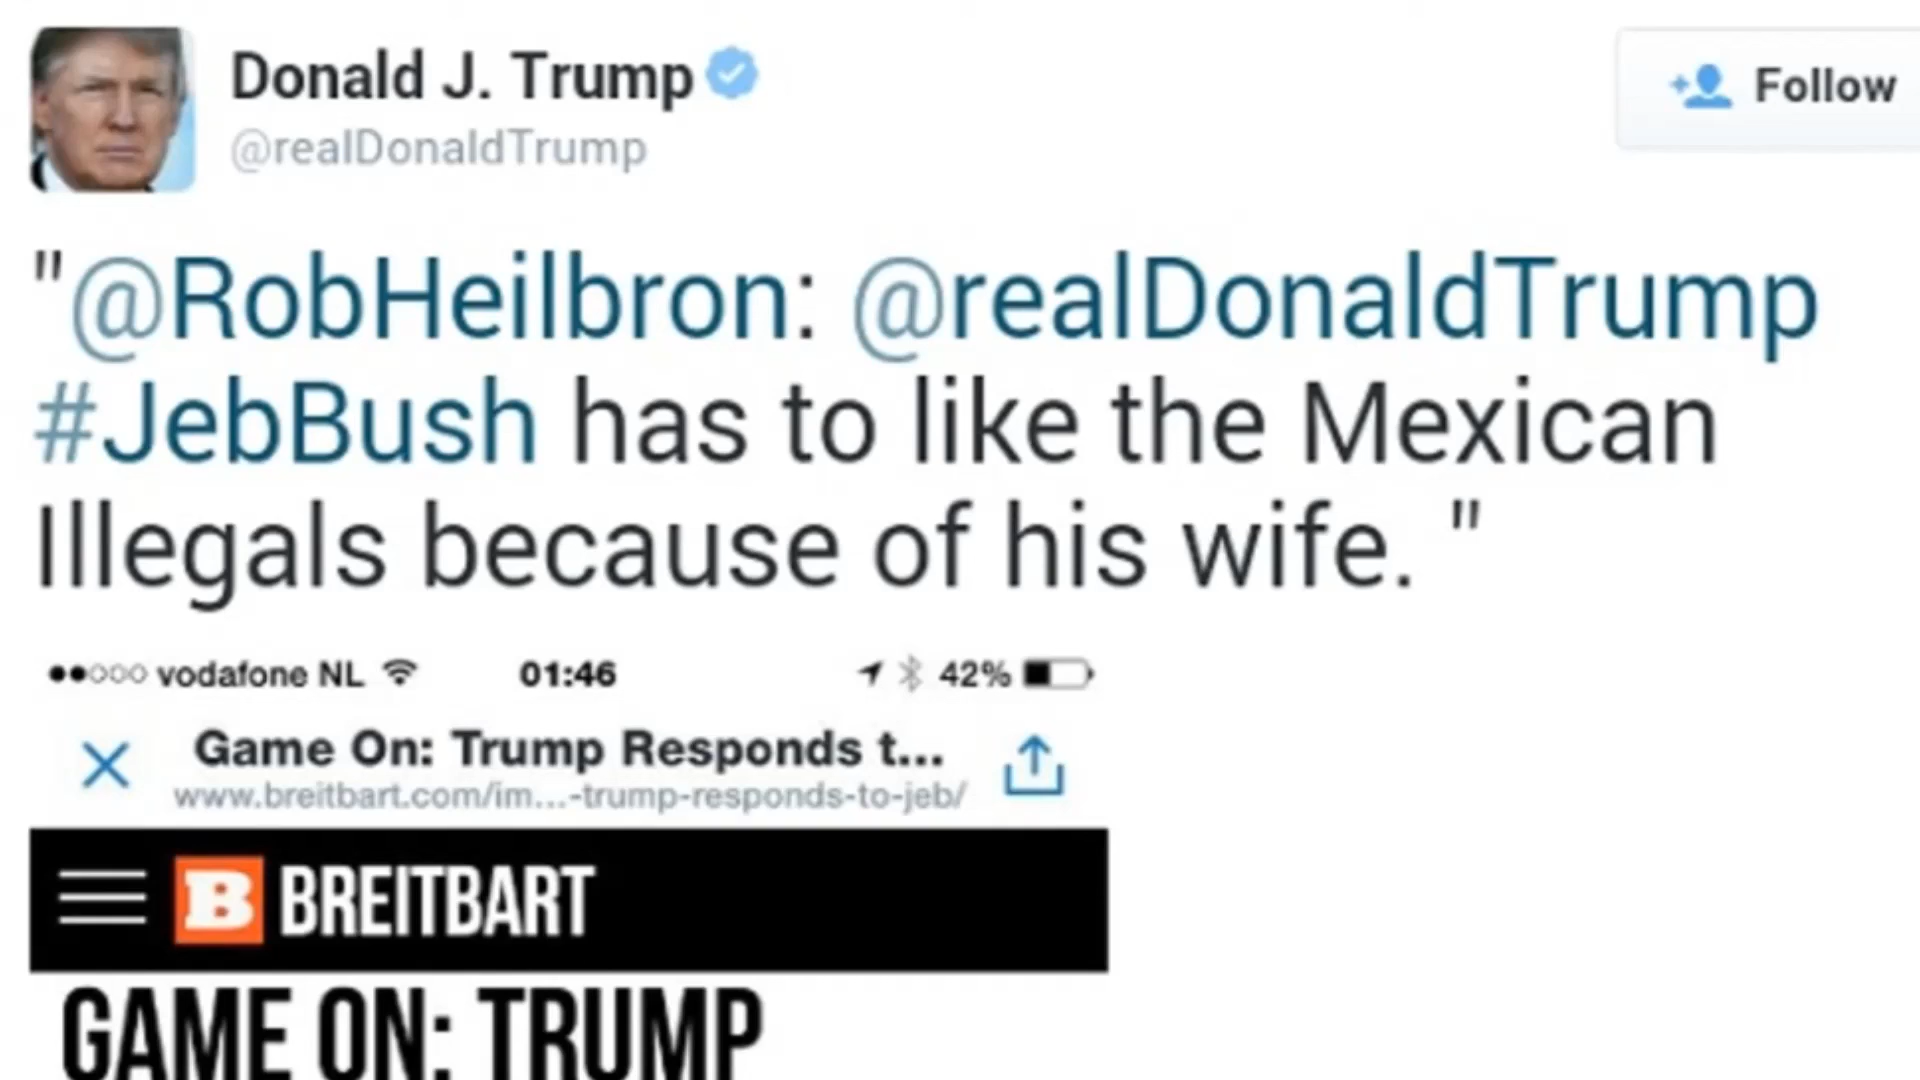 Donald J. Trump
@realDonaldTrump
Follow
"@RobHeilbron: @realDonaldTrump
#JebBush has to like the Mexican
Illegals because of his wife. "
vodafone NL 01:46 42%
Game On: Trump Responds t...
www.breitbart.com/im...-trump-responds-to-jeb/
B BREITBART
GAME ON: TRUMP